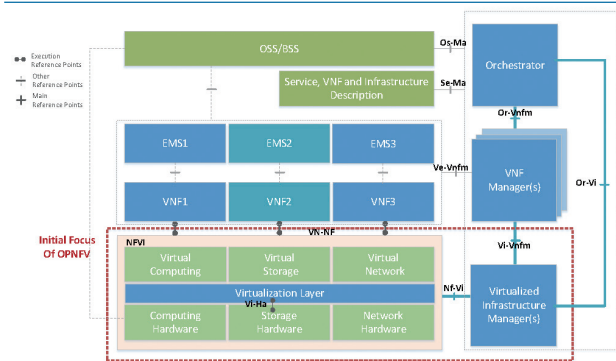 OSS/BSS
Os-Ma
Orchestrator
Execution
Reference Points
Other
Reference Points
Main
Reference Points
Service, VNF and Infrastructure
Description
Se-Ma
Or-Vnfm
EMS1
EMS2
EMS3
Ve-Vnfm
VNF
Manager(s)
Or-Vi
VNF1
VNF2
VNF3
VN-NF
Initial Focus
Of OPNFV
NFVI
Vi-Vnfm
Virtual
Computing
Virtual
Storage
Virtual
Network
Virtualization Layer
Nf-Vi
Virtualized
Infrastructure
Manager(s)
Vi-Ha
Computing
Hardware
Storage
Hardware
Network
Hardware